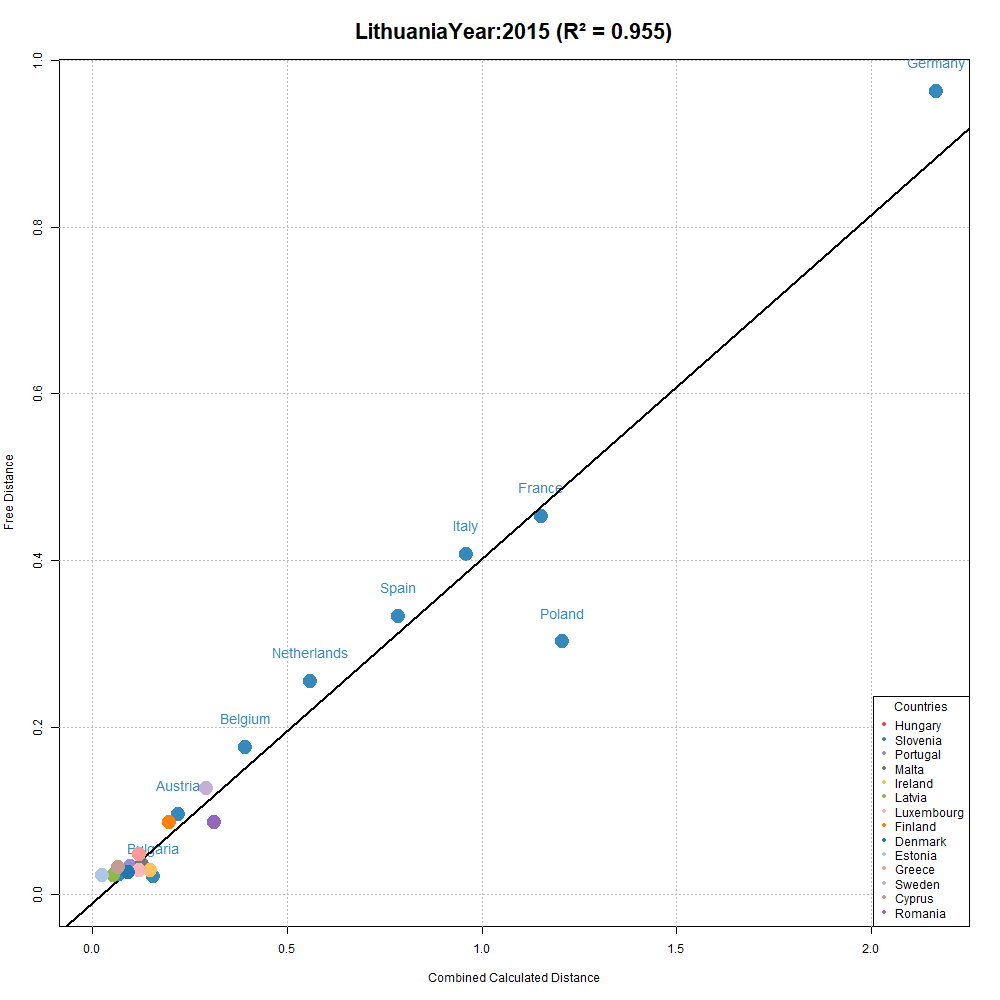 LithuaniaYear:2015 (R² = 0.955)
Germany
France
Italy
Poland
Spain
Netherlands
Belgium
Austria
Bulgaria
1.0
0.8
0.6
0.4
0.2
0.0
Free Distance
0.0 0.5 1.0 1.5 2.0
Combined Calculated Distance
Countries
Hungary
Slovenia
Portugal
Malta
Ireland
Latvia
Luxembourg
Finland
Denmark
Estonia
Greece
Sweden
Cyprus
Romania